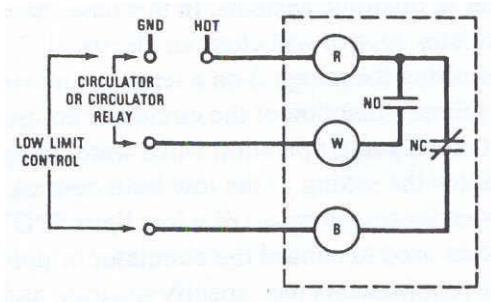 GND HOT
R
CIRCULATOR
OR CIRCULATOR
RELAY
NO
LOW LIMIT
CONTROL
W
NC
B